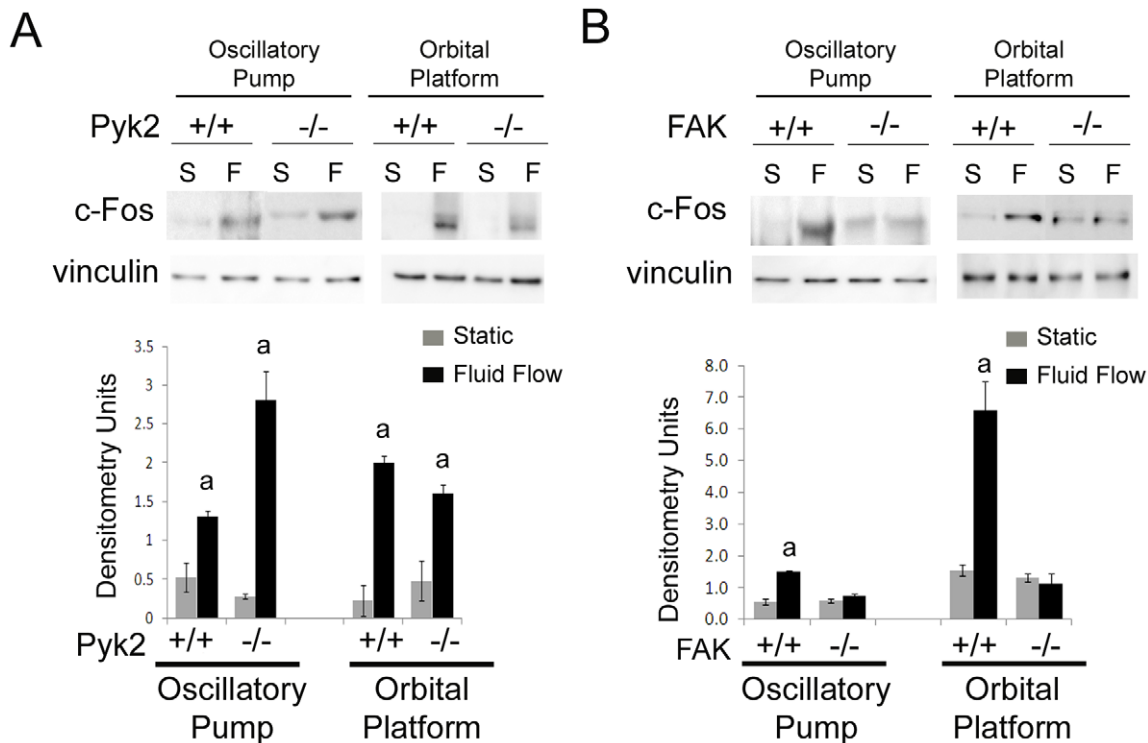 A
Oscillatory Pump
Orbital Platform
Pyk2 +/+ -/- +/+ -/-
S F S F S F S F
c-Fos
vinculin
Static
Fluid Flow
Densitometry Units
3.5
3
2.5
2
1.5
1
0.5
0
a a a a
Pyk2 +/+ -/- +/+ -/-
Oscillatory Pump
Orbital Platform
B
Oscillatory Pump
Orbital Platform
FAK +/+ -/- +/+ -/-
S F S F S F S F
c-Fos
vinculin
Static
Fluid Flow
Densitometry Units
8.0
7.0
6.0
5.0
4.0
3.0
2.0
1.0
0.0
a a
FAK +/+ -/- +/+ -/-
Oscillatory Pump
Orbital Platform